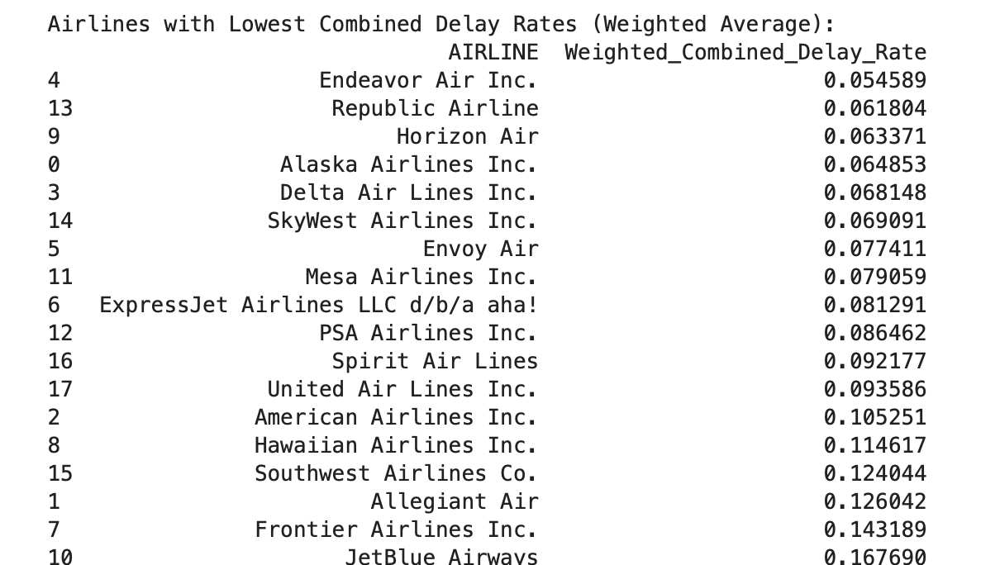 Airlines with Lowest Combined Delay Rates (Weighted Average):
AIRLINE Weighted_Combined_Delay_Rate
4 Endeavor Air Inc. 0.054589
13 Republic Airline 0.061804
9 Horizon Air 0.063371
0 Alaska Airlines Inc. 0.064853
3 Delta Air Lines Inc. 0.068148
14 SkyWest Airlines Inc. 0.069091
5 Envoy Air 0.077411
11 Mesa Airlines Inc. 0.079059
6 ExpressJet Airlines LLC d/b/a aha! 0.081291
12 PSA Airlines Inc. 0.086462
16 Spirit Air Lines 0.092177
17 United Air Lines Inc. 0.093586
2 American Airlines Inc. 0.105251
8 Hawaiian Airlines Inc. 0.114617
15 Southwest Airlines Co. 0.124044
1 Allegiant Air 0.126042
7 Frontier Airlines Inc. 0.143189
10 JetBlue Airways 0.167690